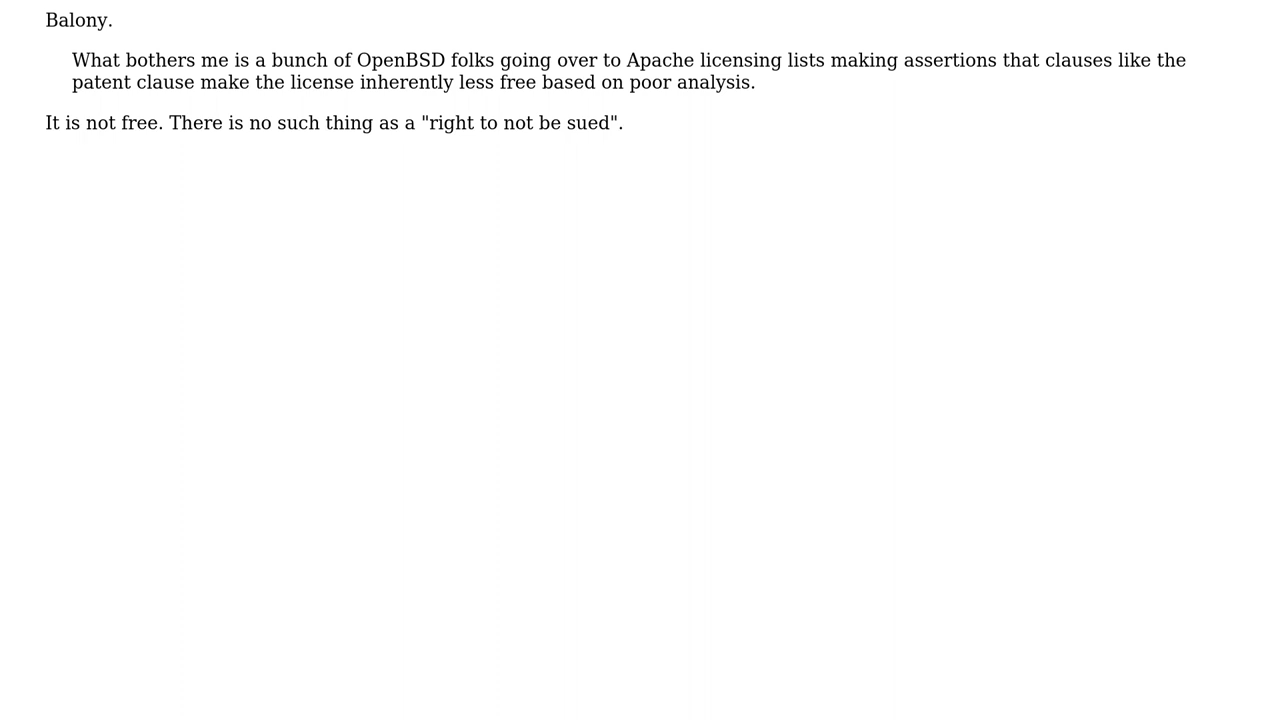 Balony.
What bothers me is a bunch of OpenBSD folks going over to Apache licensing lists making assertions that clauses like the
patent clause make the license inherently less free based on poor analysis.
It is not free. There is no such thing as a "right to not be sued".